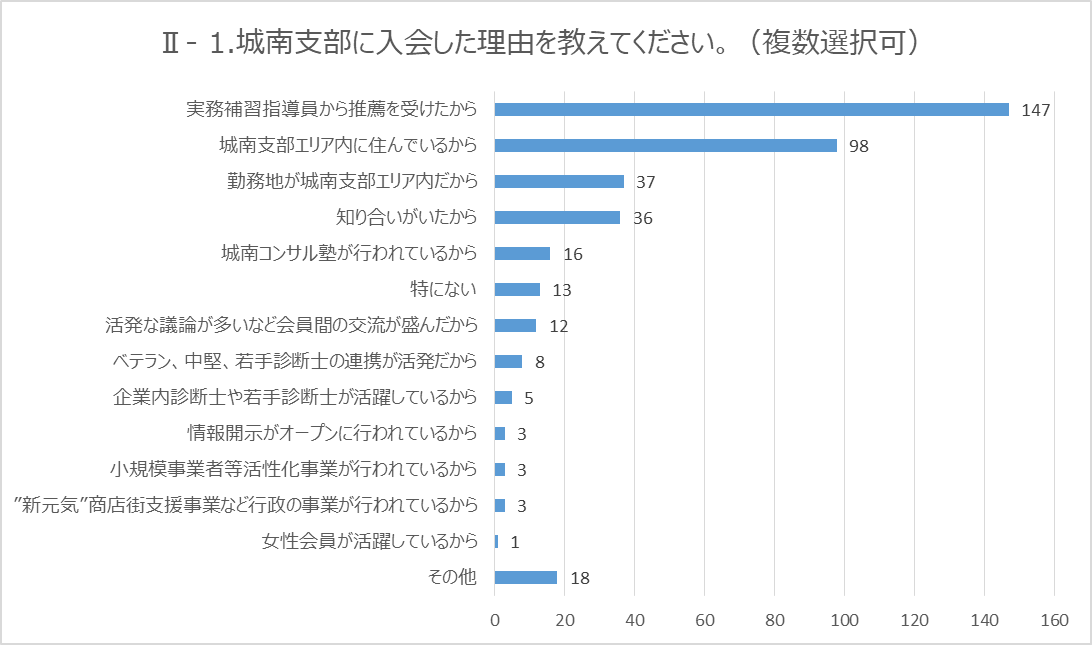 Ⅱ- 1.城南支部に入会した理由を教えてください。（複数選択可）
実務補習指導員から推薦を受けたから 147
城南支部エリア内に住んでいるから 98
勤務地が城南支部エリア内だから 37
知り合いがいたから 36
城南コンサル塾が行われているから 16
特にない 13
活発な議論が多いなど会員間の交流が盛んだから 12
ベテラン、中堅、若手診断士の連携が活発だから 8
企業内診断士や若手診断士が活躍しているから 5
情報開示がオープンに行われているから 3
小規模事業者等活性化事業が行われているから 3
”新元気”商店街支援事業など行政の事業が行われているから 3
女性会員が活躍しているから 1
その他 18
0 20 40 60 80 100 120 140 160